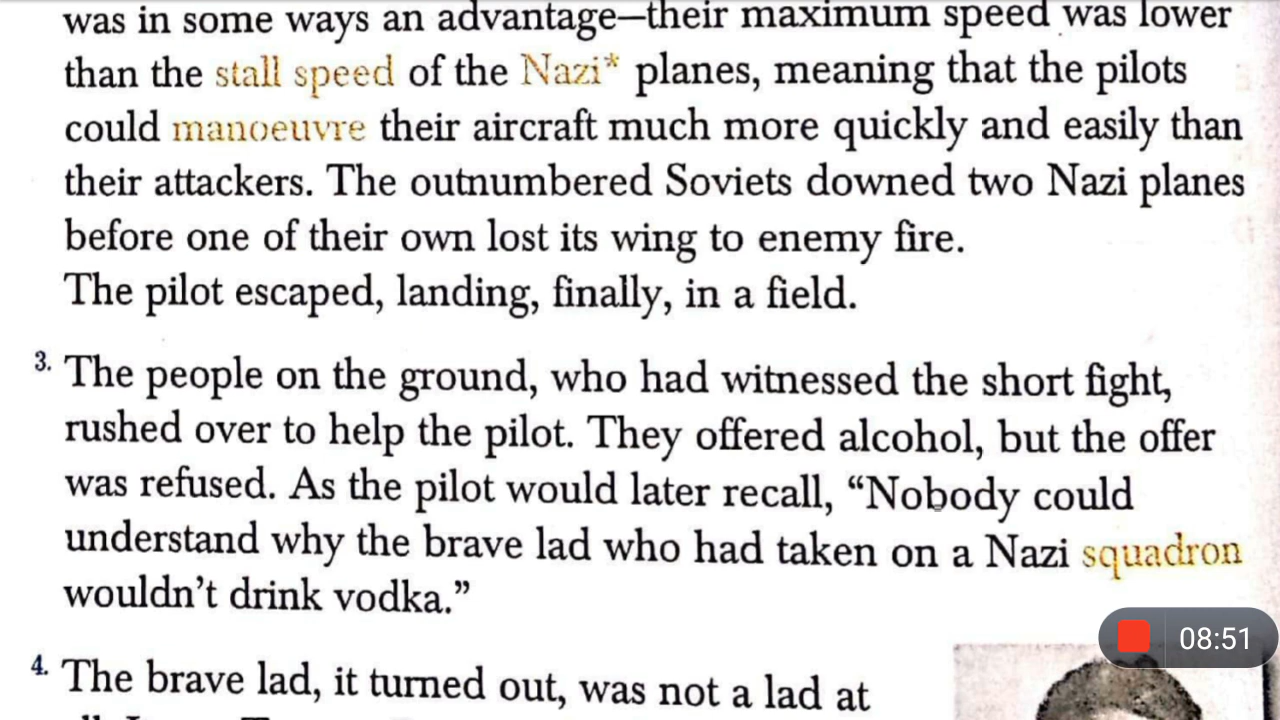 was in some ways an advantage—their maximum speed was lower
than the stall speed of the Nazi* planes, meaning that the pilots
could manoeuvre their aircraft much more quickly and easily than
their attackers. The outnumbered Soviets downed two Nazi planes
before one of their own lost its wing to enemy fire.
The pilot escaped, landing, finally, in a field.
3. The people on the ground, who had witnessed the short fight,
rushed over to help the pilot. They offered alcohol, but the offer
was refused. As the pilot would later recall, “Nobody could
understand why the brave lad who had taken on a Nazi squadron
wouldn’t drink vodka.”
08:51
4. The brave lad, it turned out, was not a lad at